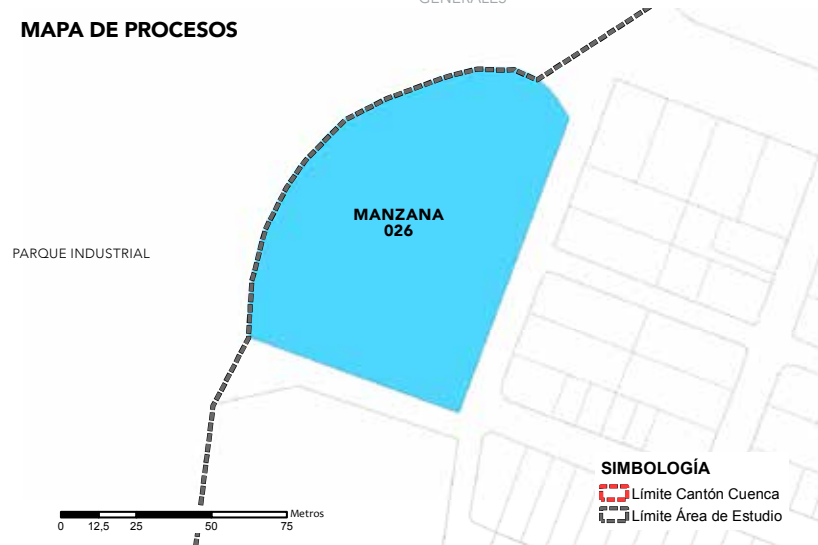 GENERALES
MAPA DE PROCESOS
MANZANA
026
PARQUE INDUSTRIAL
SIMBOLOGÍA
Límite Cantón Cuenca
Límite Área de Estudio
Metros
0 12,5 25 50 75